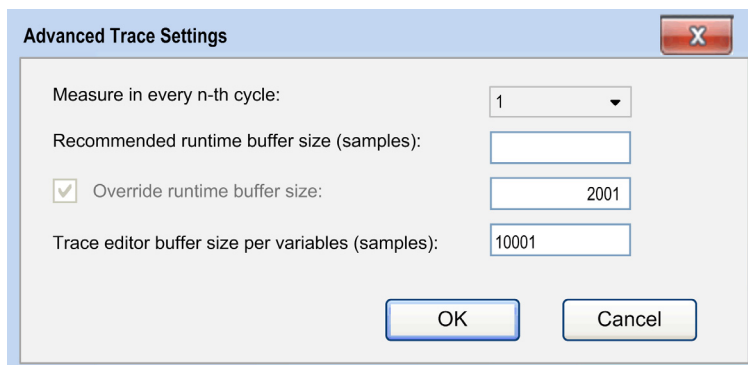 Advanced Trace Settings
X
Measure in every n-th cycle: 1
Recommended runtime buffer size (samples):
Override runtime buffer size: 2001
Trace editor buffer size per variables (samples): 10001
OK Cancel